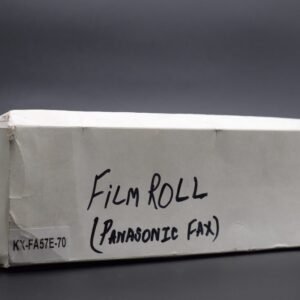 FILM ROLL
(PANASONIC FAX)
KX-FA57E-70